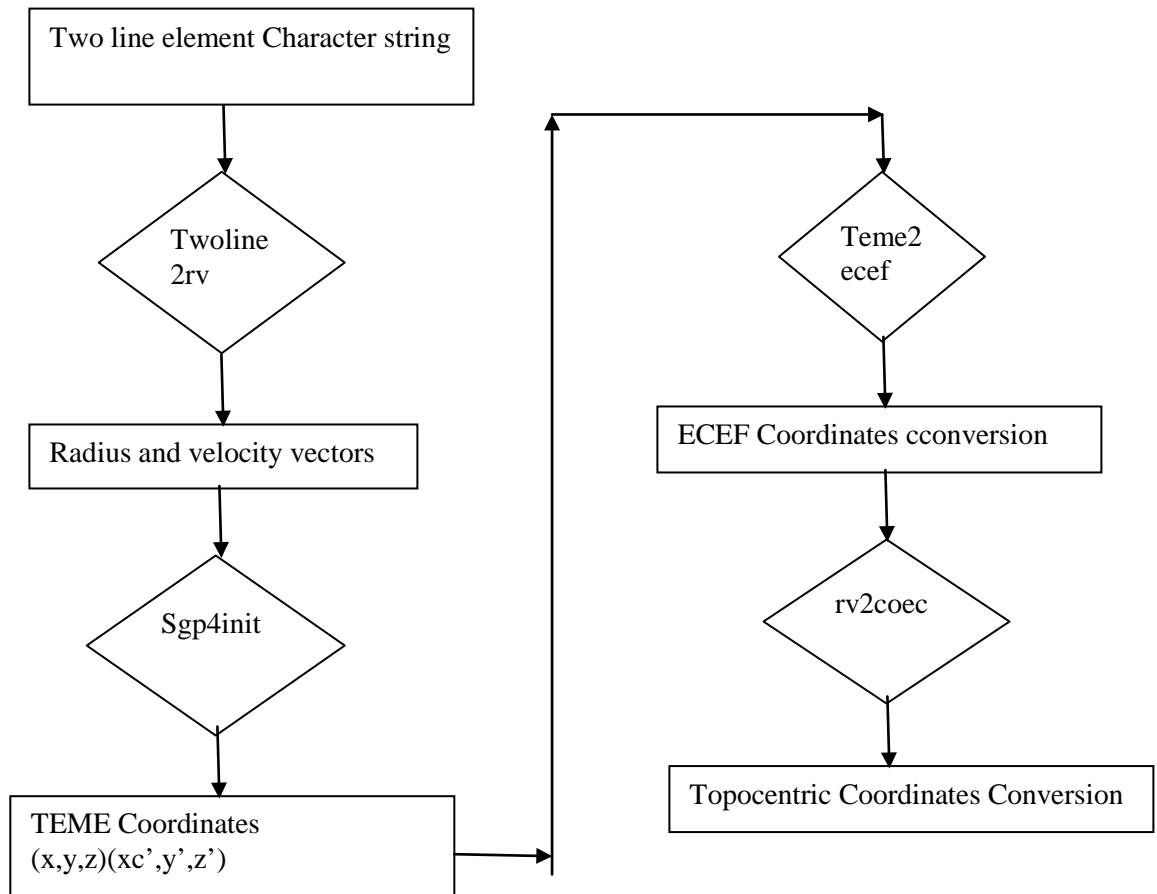 Two line element Character string
Twoline
2rv
Radius and velocity vectors
Sgp4init
TEME Coordinates
(x,y,z)(xc’,y’,z’)
Teme2
ecef
ECEF Coordinates cconversion
rv2coec
Topocentric Coordinates Conversion